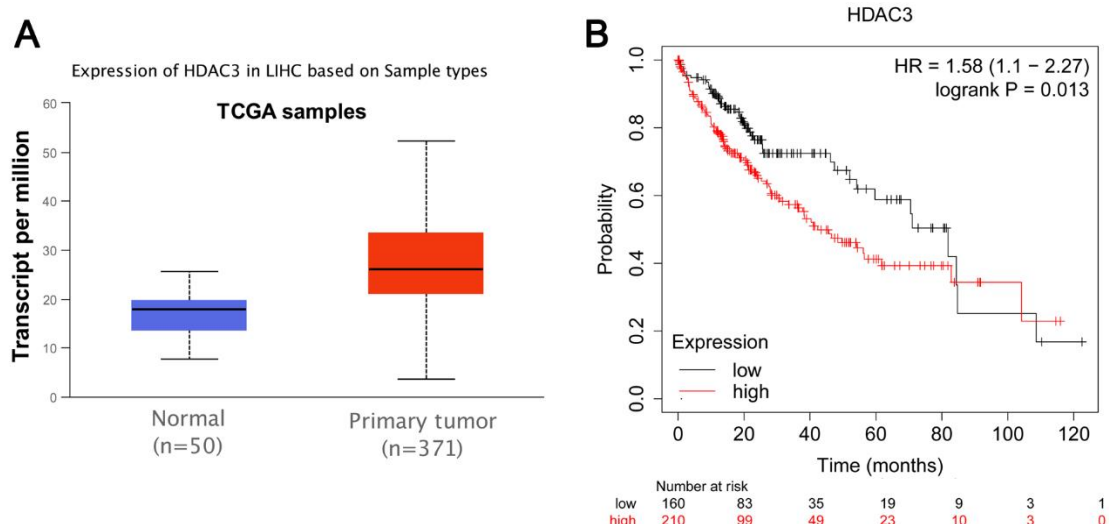 A
Expression of HDAC3 in LIHC based on Sample types
TCGA samples
Transcript per million
60
50
40
30
20
10
0
Normal
(n=50)
Primary tumor
(n=371)
B
HDAC3
HR = 1.58 (1.1 − 2.27)
logrank P = 0.013
Probability
1.0
0.8
0.6
0.4
0.2
0.0
Expression
low
high
0 20 40 60 80 100 120
Time (months)
Number at risk
low 160 83 35 19 9 3 1
high 210 99 49 23 10 3 0